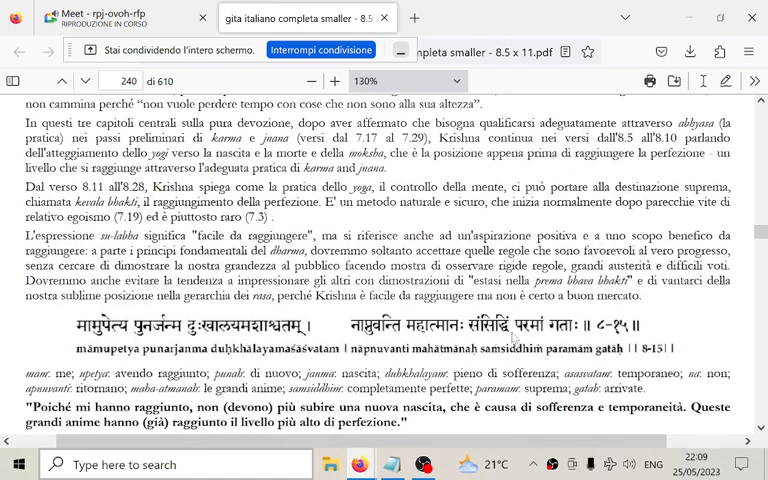 Meet - rpj-ovoh-rfp
RIPRODUZIONE IN CORSO
gita italiano completa smaller - 8.5
Stai condividendo l'intero schermo.
Interrompi condivisione
pleta smaller - 8.5 x 11.pdf
240
di 610
130%
non cammina perché “non vuole perdere tempo con cose che non sono alla sua altezza”.
In questi tre capitoli centrali sulla pura devozione, dopo aver affermato che bisogna qualificarsi adeguatamente attraverso abhyasa (la
pratica) nei passi preliminari di karma e jnana (versi dal 7.17 al 7.29), Krishna continua nei versi dall'8.5 all'8.10 parlando
dell'atteggiamento dello yogi verso la nascita e la morte e della moksha, che è la posizione appena prima di raggiungere la perfezione - un
livello che si raggiunge attraverso l'adeguata pratica di karma and jnana.
Dal verso 8.11 all'8.28, Krishna spiega come la pratica dello yoga, il controllo della mente, ci può portare alla destinazione suprema,
chiamata kevala bhakti, il raggiungimento della perfezione. E' un metodo naturale e sicuro, che inizia normalmente dopo parecchie vite di
relativo egoismo (7.19) ed è piuttosto raro (7.3) .
L'espressione su-labha significa "facile da raggiungere", ma si riferisce anche ad un'aspirazione positiva e a uno scopo benefico da
raggiungere: a parte i principi fondamentali del dharma, dovremmo soltanto accettare quelle regole che sono favorevoli al vero progresso,
senza cercare di dimostrare la nostra grandezza al pubblico facendo mostra di osservare rigide regole, grandi austerità e difficili voti.
Dovremmo anche evitare la tendenza a impressionare gli altri con dimostrazioni di "estasi nella prema bhava bhakti" e di vantarci della
nostra sublime posizione nella gerarchia dei rasa, perché Krishna è facile da raggiungere ma non è certo a buon mercato.
मामुपेत्य पुनर्जन्म दुःखालयमशाश्वतम् । नाप्नुवन्ति महात्मानः संसिद्धिं परमां गताः ॥ ८-१५॥
māmupetya punarjanma duḥkhālayamaśāśvatam | nāpnuvanti mahātmānaḥ saṁsiddhiṁ paramāṁ gatāḥ || 8-15||
mam: me; upetya: avendo raggiunto; punah: di nuovo; janma: nascita; duhkhalayam: pieno di sofferenza; asasvatam: temporaneo; na: non;
apnuvanti: ritornano; maha-atmanah: le grandi anime; samsiddhim: completamente perfette; paramam: suprema; gatah: arrivate.
"Poiché mi hanno raggiunto, non (devono) più subire una nuova nascita, che è causa di sofferenza e temporaneità. Queste
grandi anime hanno (già) raggiunto il livello più alto di perfezione."
Type here to search
21°C
ENG
22:09
25/05/2023